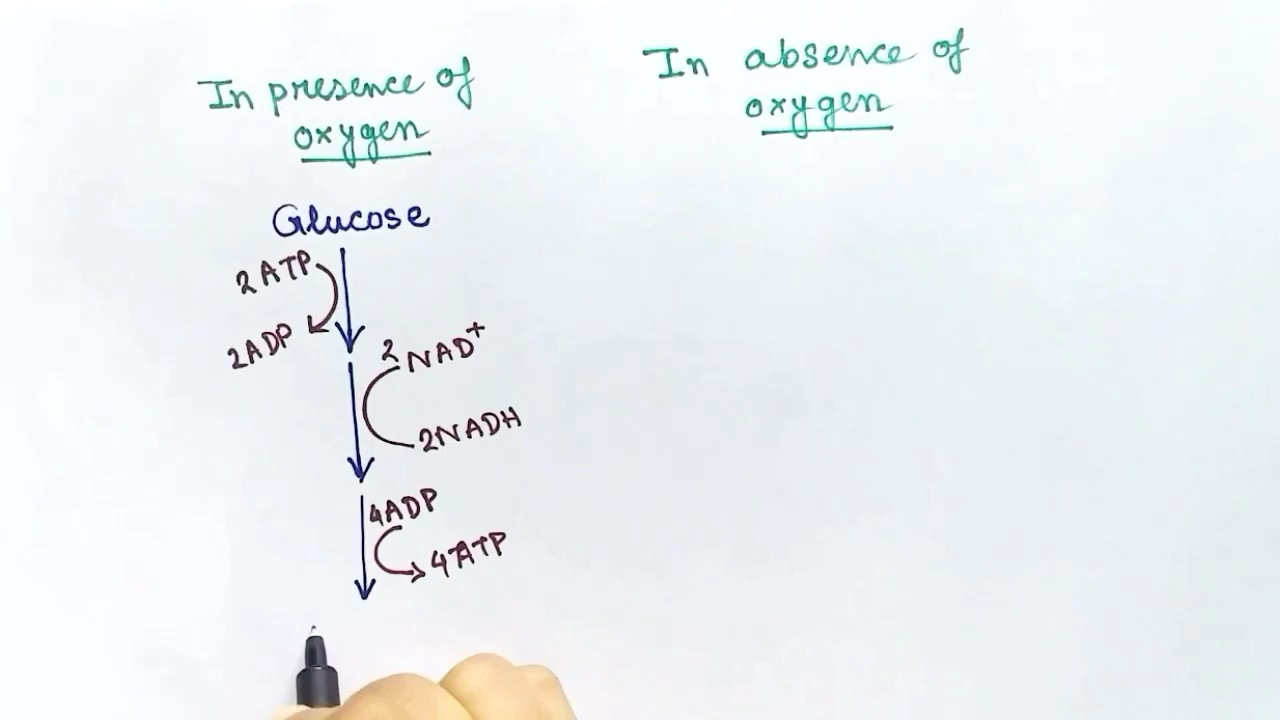 In presence of
oxygen
In absence of
oxygen
Glucose
2ATP
2ADP
2NAD+
2NADH
4ADP
4ATP